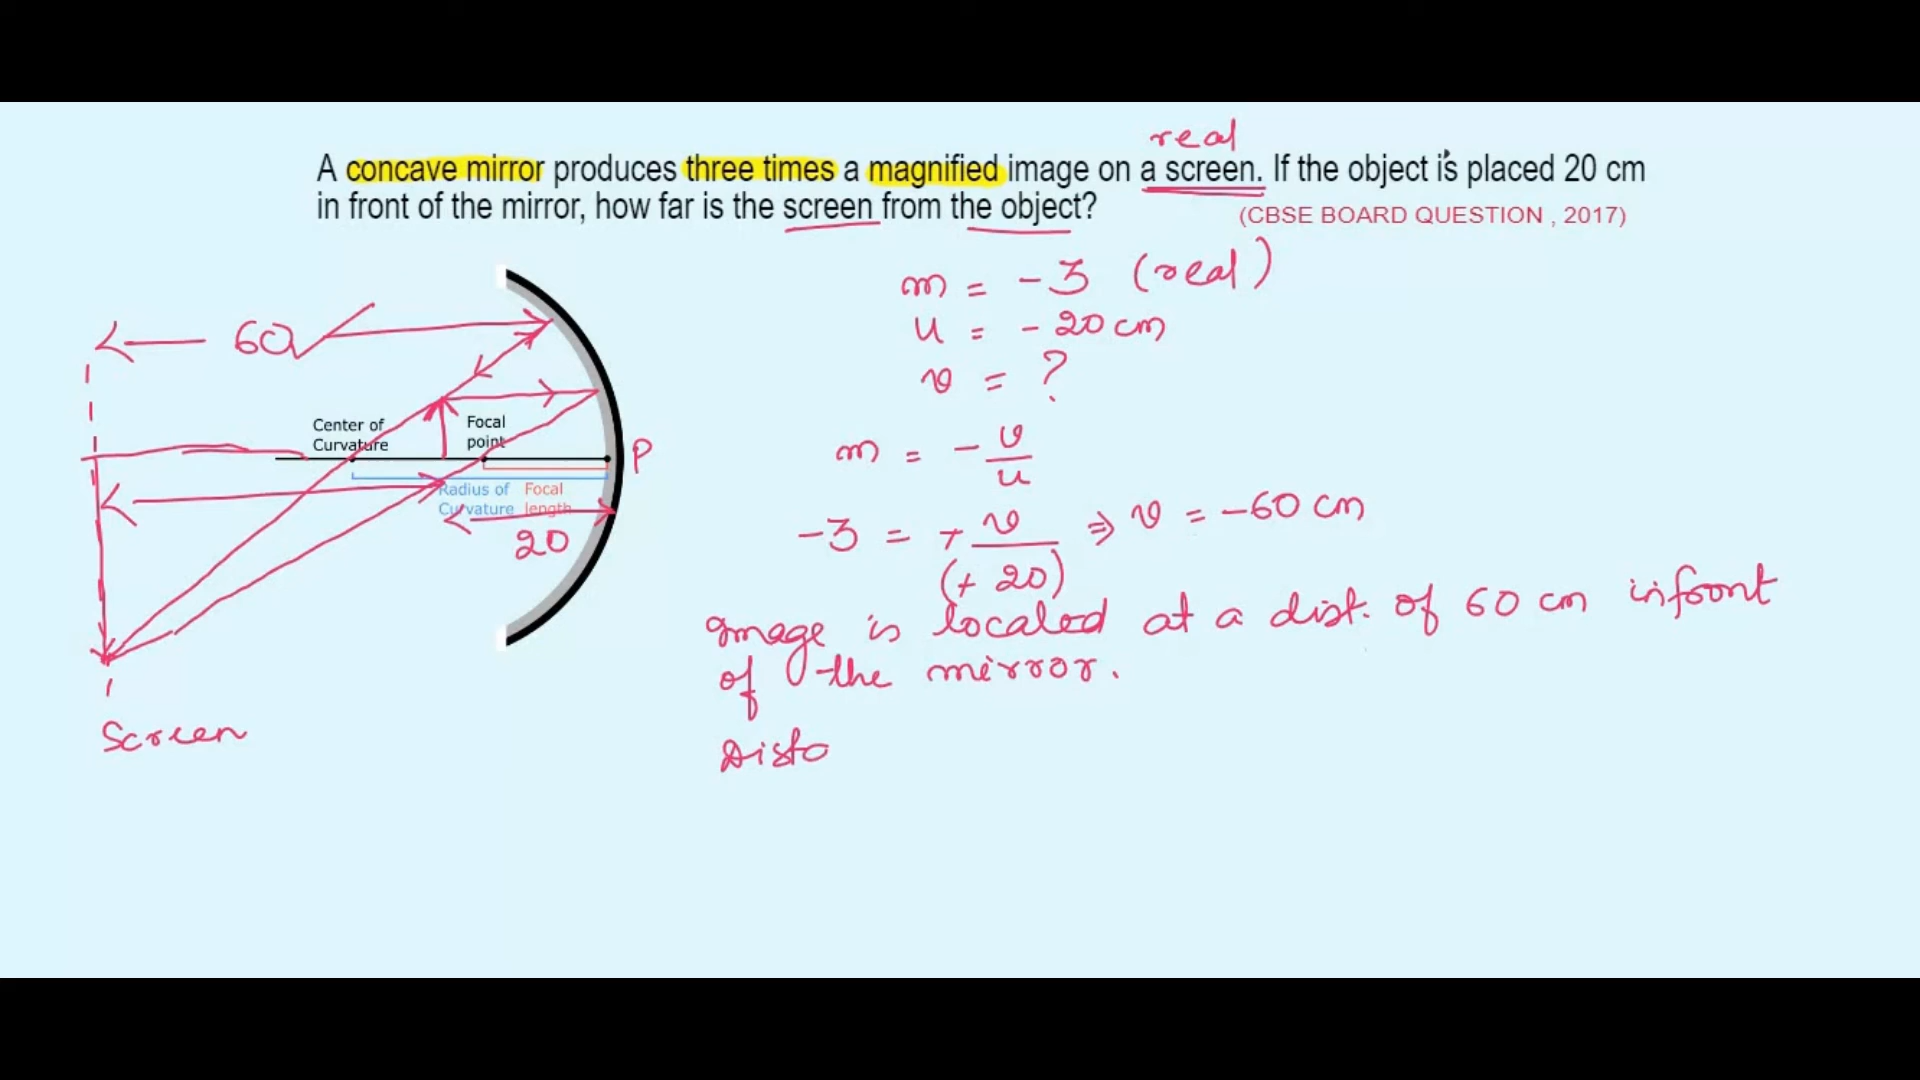 real
A concave mirror produces three times a magnified image on a screen. If the object is placed 20 cm
in front of the mirror, how far is the screen from the object?
(CBSE BOARD QUESTION , 2017)
m = -3 (real)
u = -20 cm
v = ?
m = -v/u
-3 = +v/(+20) ⇒ v = -60 cm
Image is located at a dist. of 60 cm infront
of the mirror.
Dista
60
Center of
Curvature
Focal
point
P
Radius of
Curvature
Focal
length
20
Screen